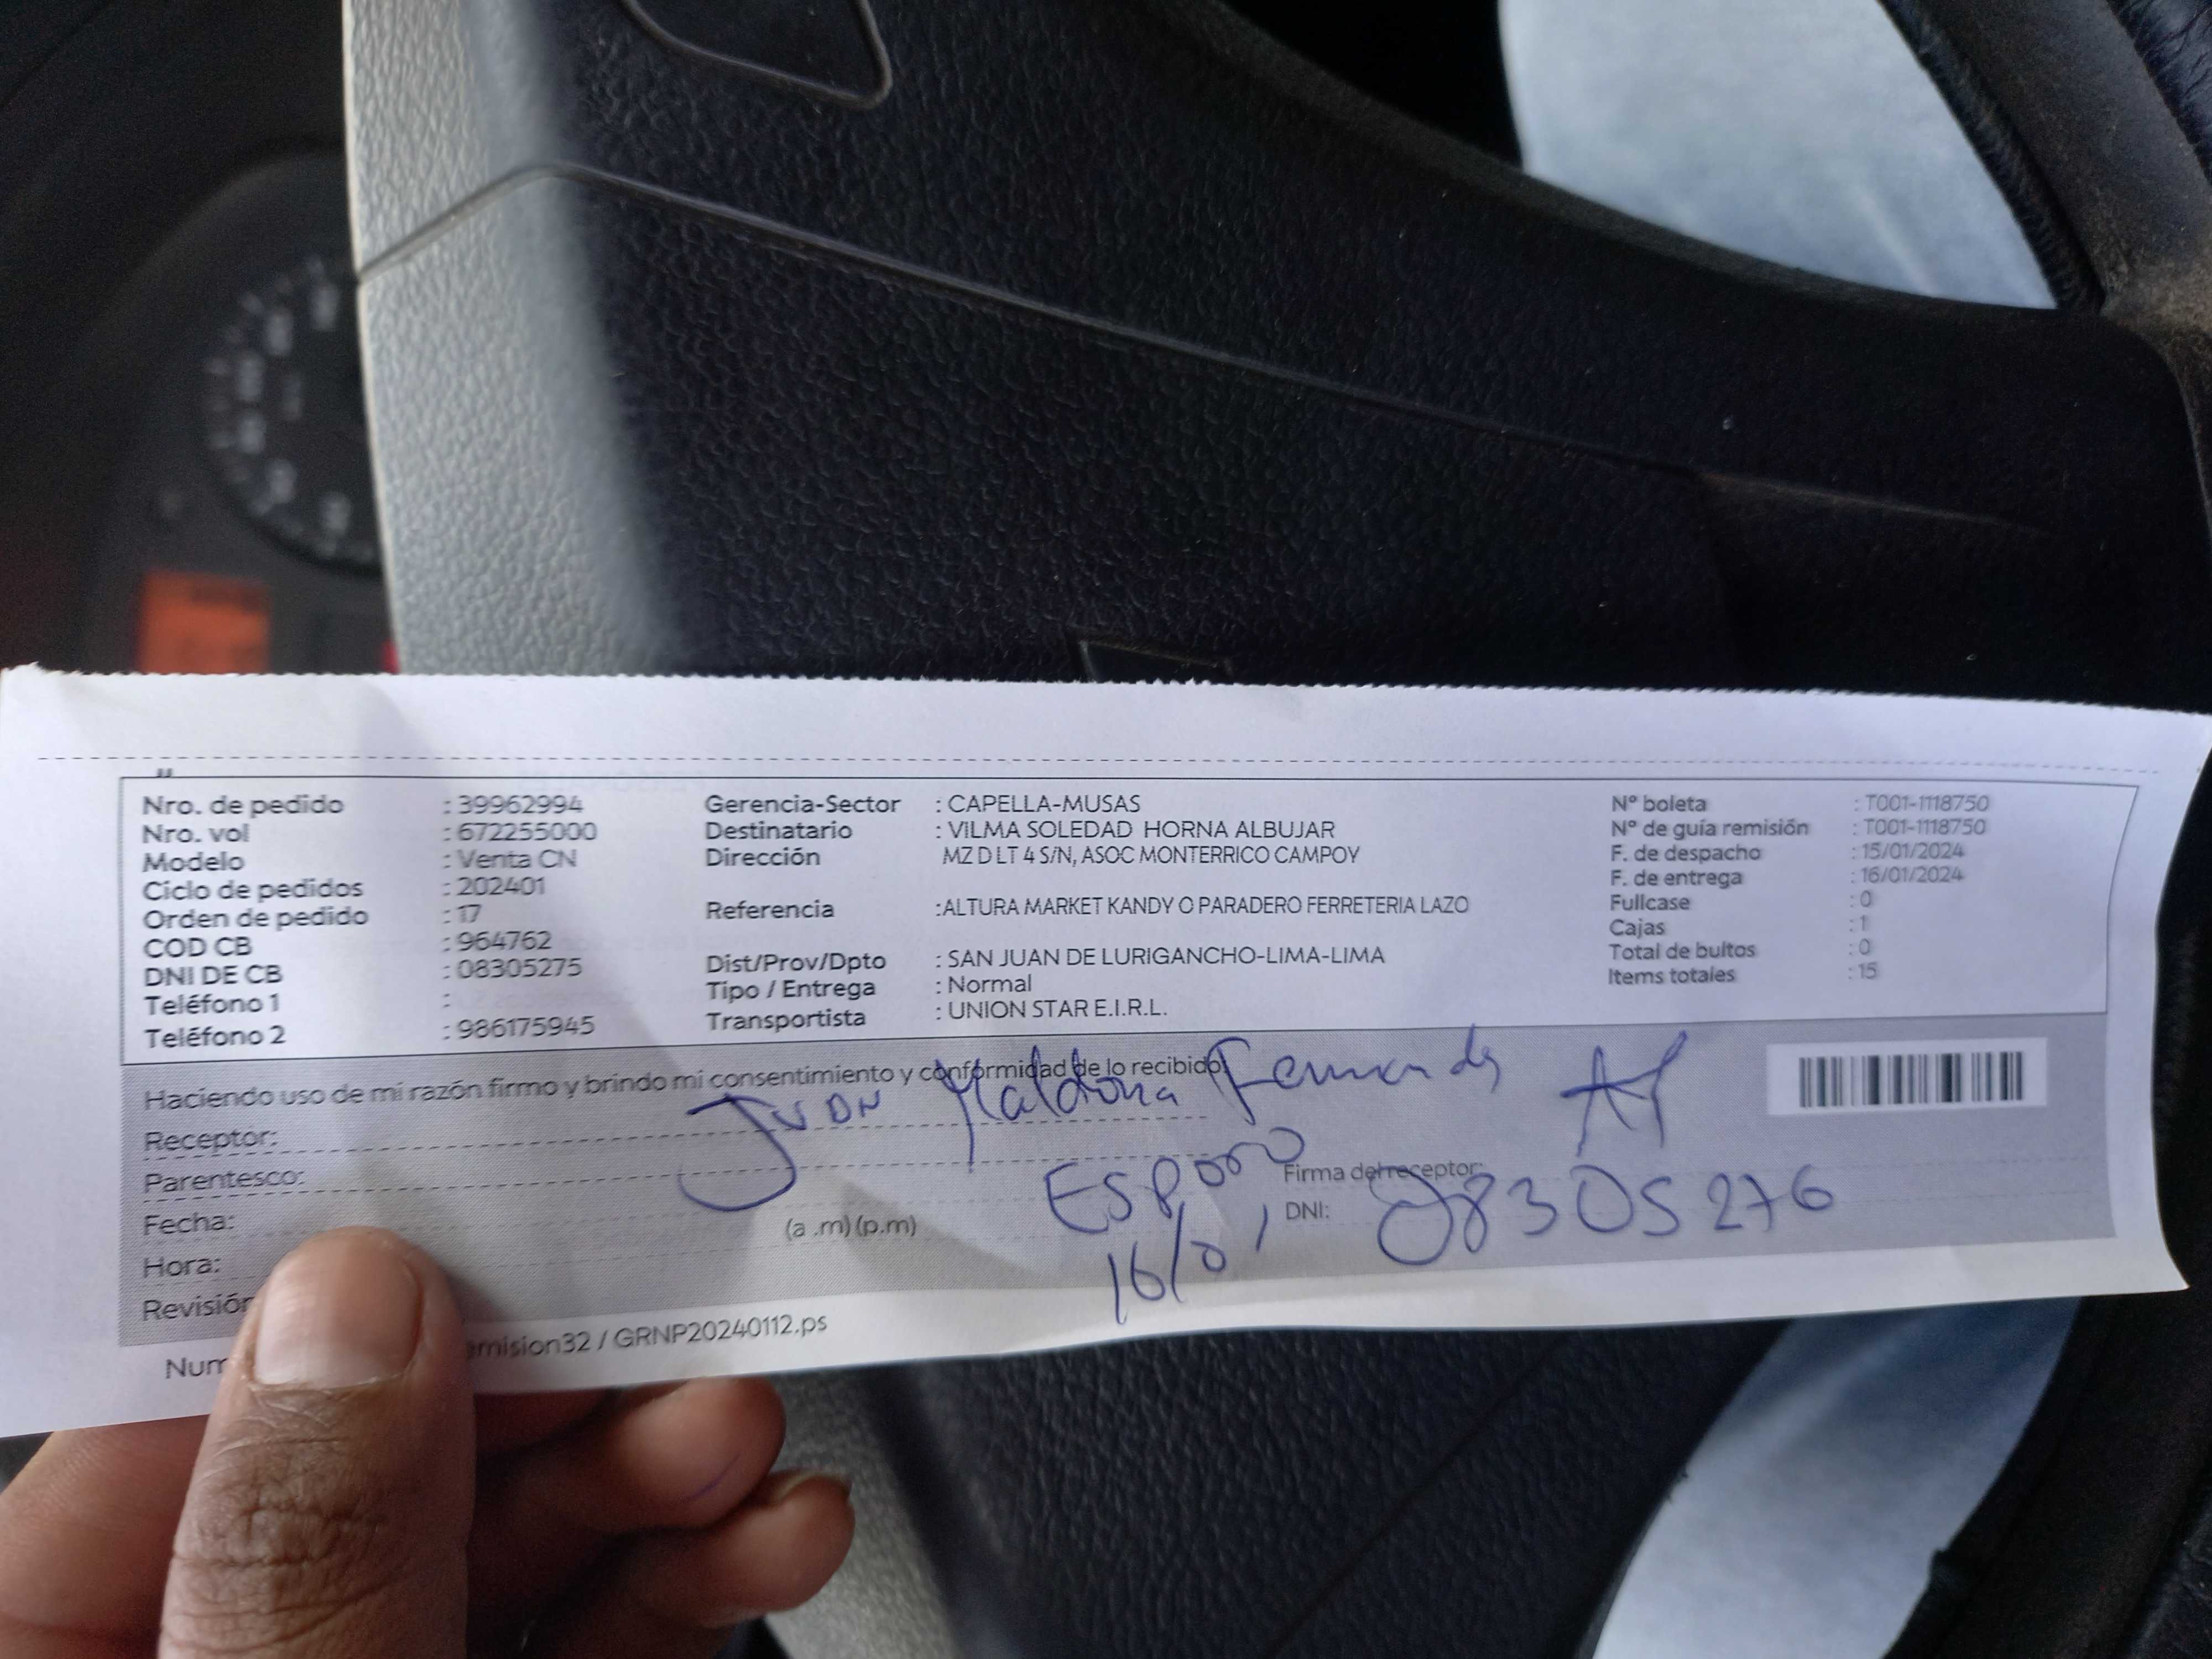 Nro. de pedido : 39962994 Gerencia-Sector : CAPELLA-MUSAS Nº boleta : T001-1118750
Nro. vol : 672255000 Destinatario : VILMA SOLEDAD HORNA ALBUJAR Nº de guía remisión : T001-1118750
Modelo : Venta CN Dirección MZ D LT 4 S/N, ASOC MONTERRICO CAMPOY F. de despacho : 15/01/2024
Ciclo de pedidos : 202401 F. de entrega : 16/01/2024
Orden de pedido : 17 Referencia :ALTURA MARKET KANDY O PARADERO FERRETERIA LAZO Fullcase : 0
COD CB : 964762 Cajas : 1
DNI DE CB : 08305275 Dist/Prov/Dpto : SAN JUAN DE LURIGANCHO-LIMA-LIMA Total de bultos : 0
Teléfono 1 : Tipo / Entrega : Normal Items totales : 15
Teléfono 2 : 986175945 Transportista : UNION STAR E.I.R.L.
Haciendo uso de mi razón firmo y brindo mi consentimiento y conformidad de lo recibido
Receptor: Juan
Parentesco: Esposo Firma del receptor:
Fecha: 16/01 DNI: 08305276
Hora: (a .m) (p.m)
Revisión
Num mision32 / GRNP20240112.ps